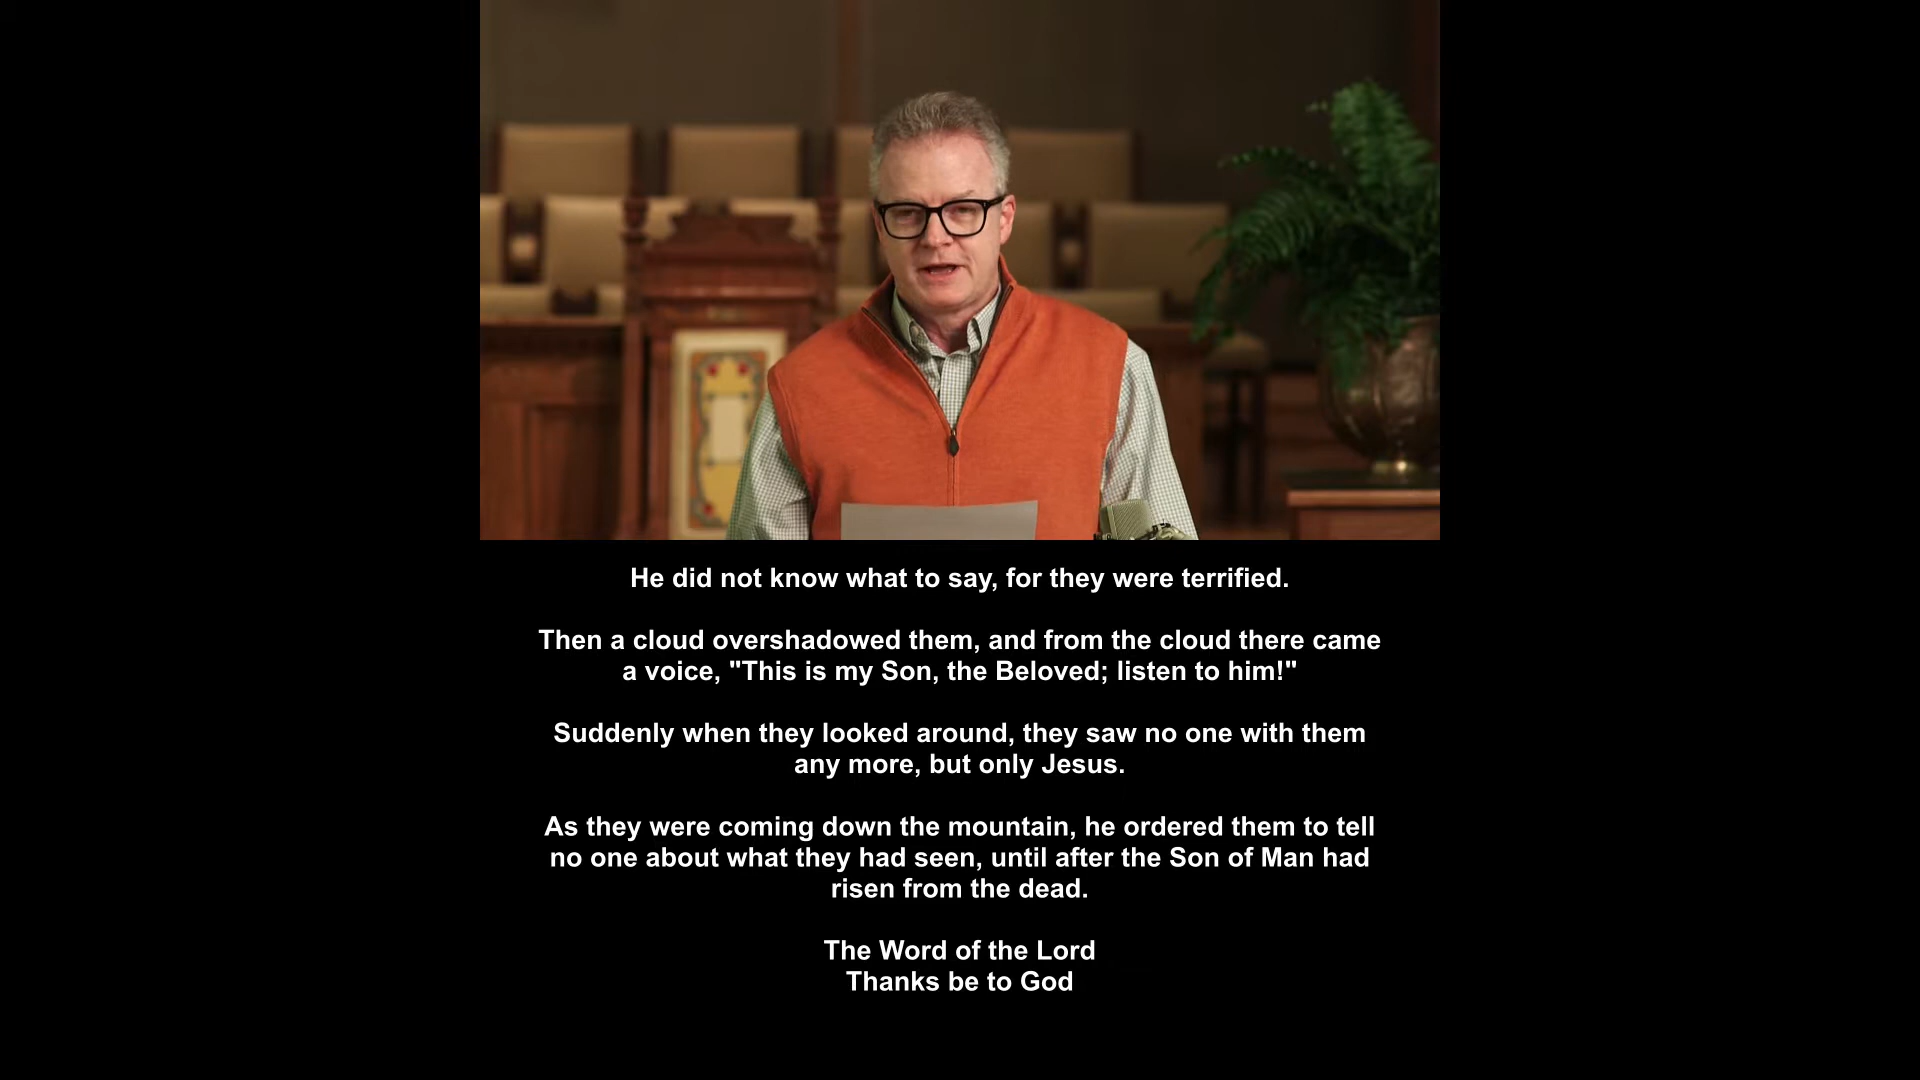 He did not know what to say, for they were terrified.
Then a cloud overshadowed them, and from the cloud there came
a voice, "This is my Son, the Beloved; listen to him!"
Suddenly when they looked around, they saw no one with them
any more, but only Jesus.
As they were coming down the mountain, he ordered them to tell
no one about what they had seen, until after the Son of Man had
risen from the dead.
The Word of the Lord
Thanks be to God